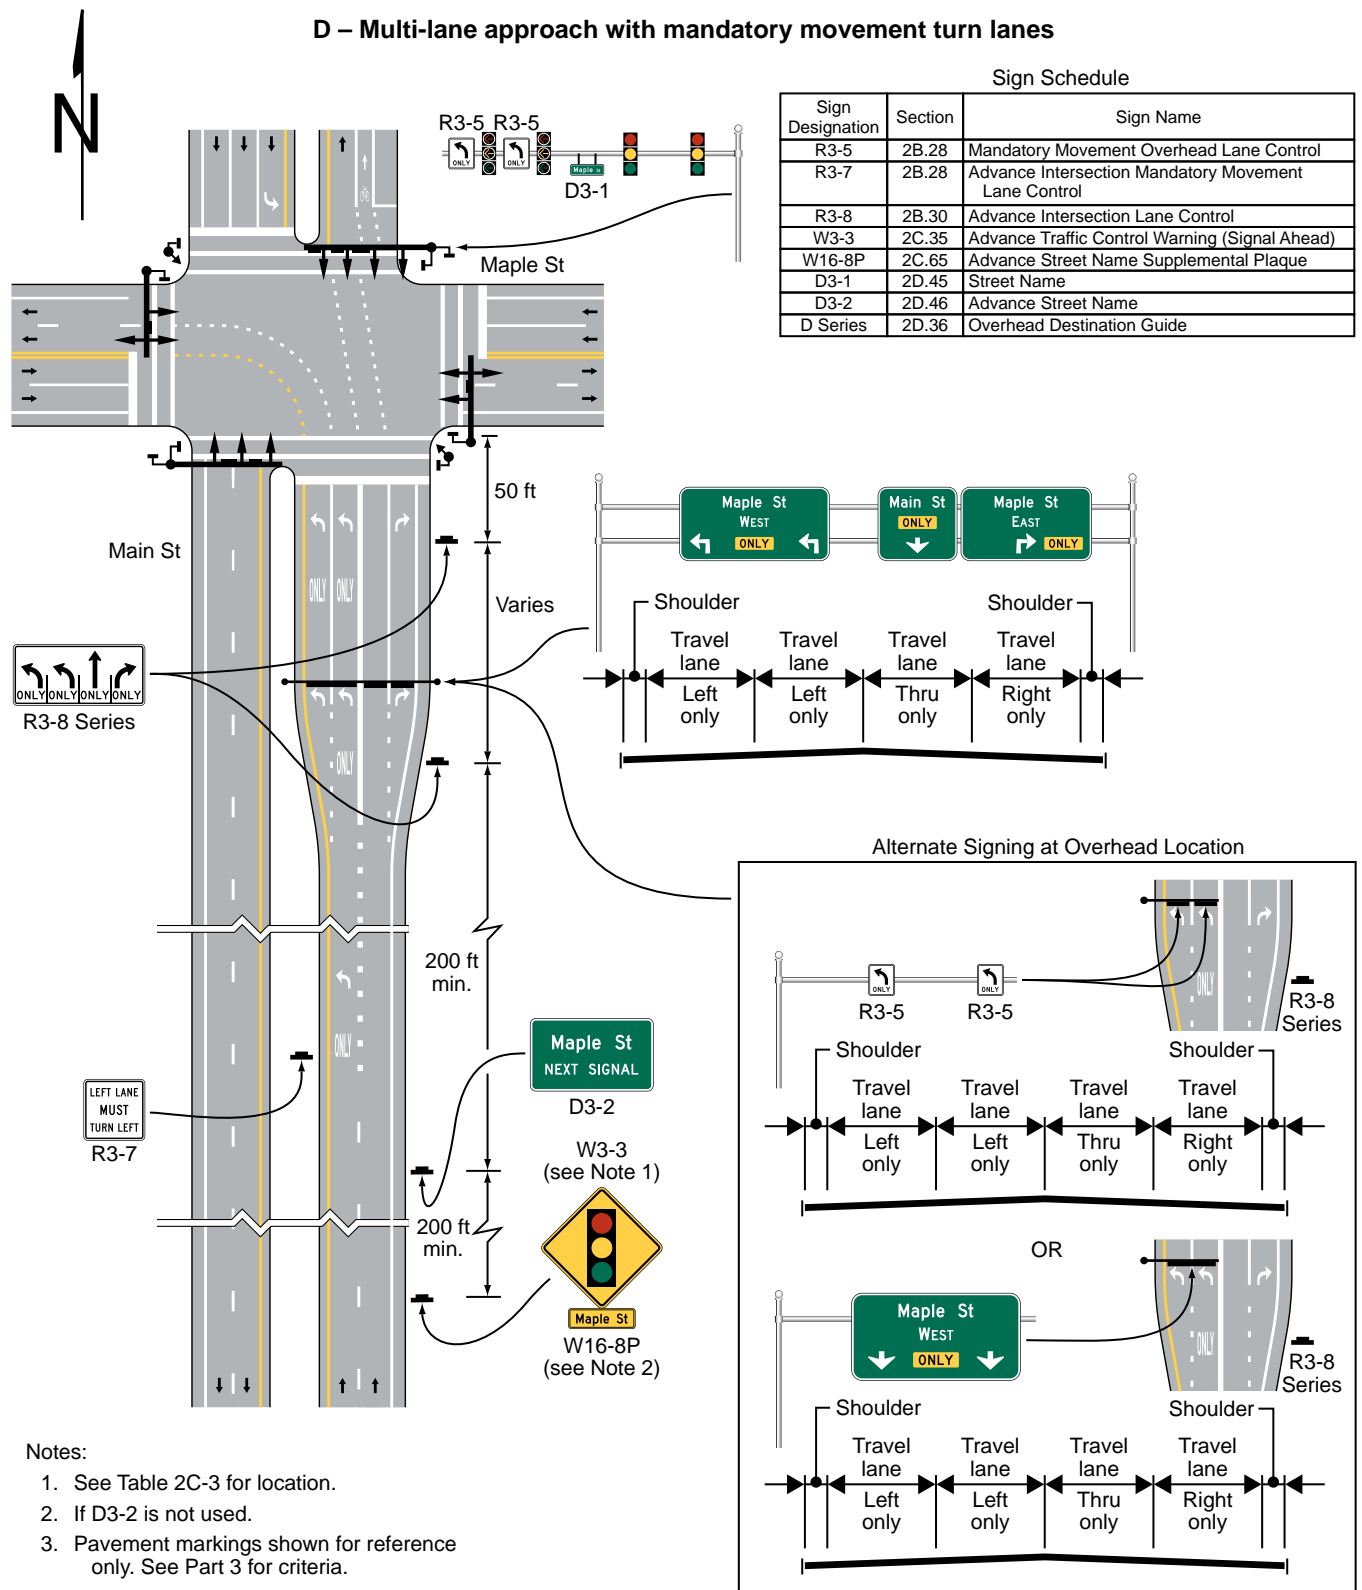 D – Multi-lane approach with mandatory movement turn lanes
N
Sign Schedule
Sign Designation Section Sign Name
R3-5 2B.28 Mandatory Movement Overhead Lane Control
R3-7 2B.28 Advance Intersection Mandatory Movement
Lane Control
R3-8 2B.30 Advance Intersection Lane Control
W3-3 2C.35 Advance Traffic Control Warning (Signal Ahead)
W16-8P 2C.65 Advance Street Name Supplemental Plaque
D3-1 2D.45 Street Name
D3-2 2D.46 Advance Street Name
D Series 2D.36 Overhead Destination Guide
R3-5 R3-5
ONLY ONLY
Maple St
D3-1
Maple St
Main St
50 ft
Varies
ONLY ONLY
ONLY
ONLY ONLY ONLY ONLY
R3-8 Series
Maple St
WEST
ONLY
Main St
ONLY
Maple St
EAST
ONLY
Shoulder Shoulder
Travel lane Travel lane Travel lane Travel lane
Left only Left only Thru only Right only
200 ft
min.
ONLY
LEFT LANE
MUST
TURN LEFT
R3-7
Maple St
NEXT SIGNAL
D3-2
W3-3
(see Note 1)
200 ft
min.
Maple St
W16-8P
(see Note 2)
Alternate Signing at Overhead Location
ONLY ONLY
R3-5 R3-5
ONLY
R3-8
Series
Shoulder Shoulder
Travel lane Travel lane Travel lane Travel lane
Left only Left only Thru only Right only
OR
Maple St
WEST
ONLY
ONLY
R3-8
Series
Shoulder Shoulder
Travel lane Travel lane Travel lane Travel lane
Left only Left only Thru only Right only
Notes:
1. See Table 2C-3 for location.
2. If D3-2 is not used.
3. Pavement markings shown for reference
only. See Part 3 for criteria.